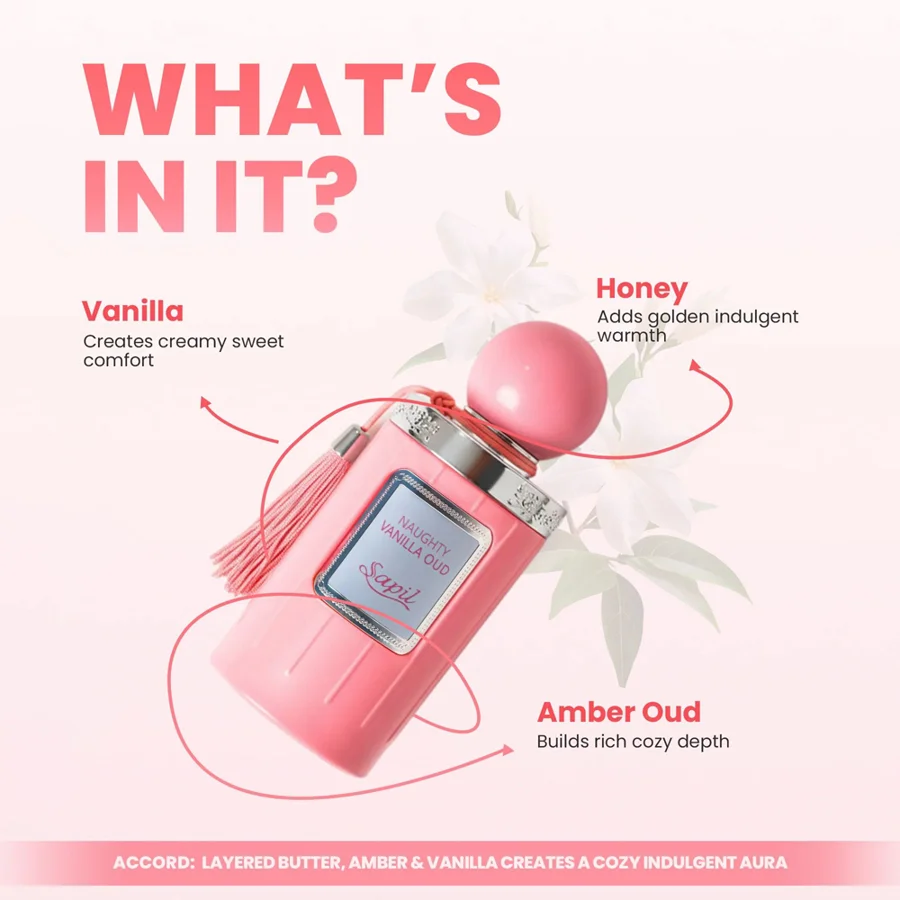 WHAT’S
IN IT?
Vanilla
Creates creamy sweet
comfort
Honey
Adds golden indulgent
warmth
NAUGHTY
VANILLA OUD
Sapil
Amber Oud
Builds rich cozy depth
ACCORD: LAYERED BUTTER, AMBER & VANILLA CREATES A COZY INDULGENT AURA